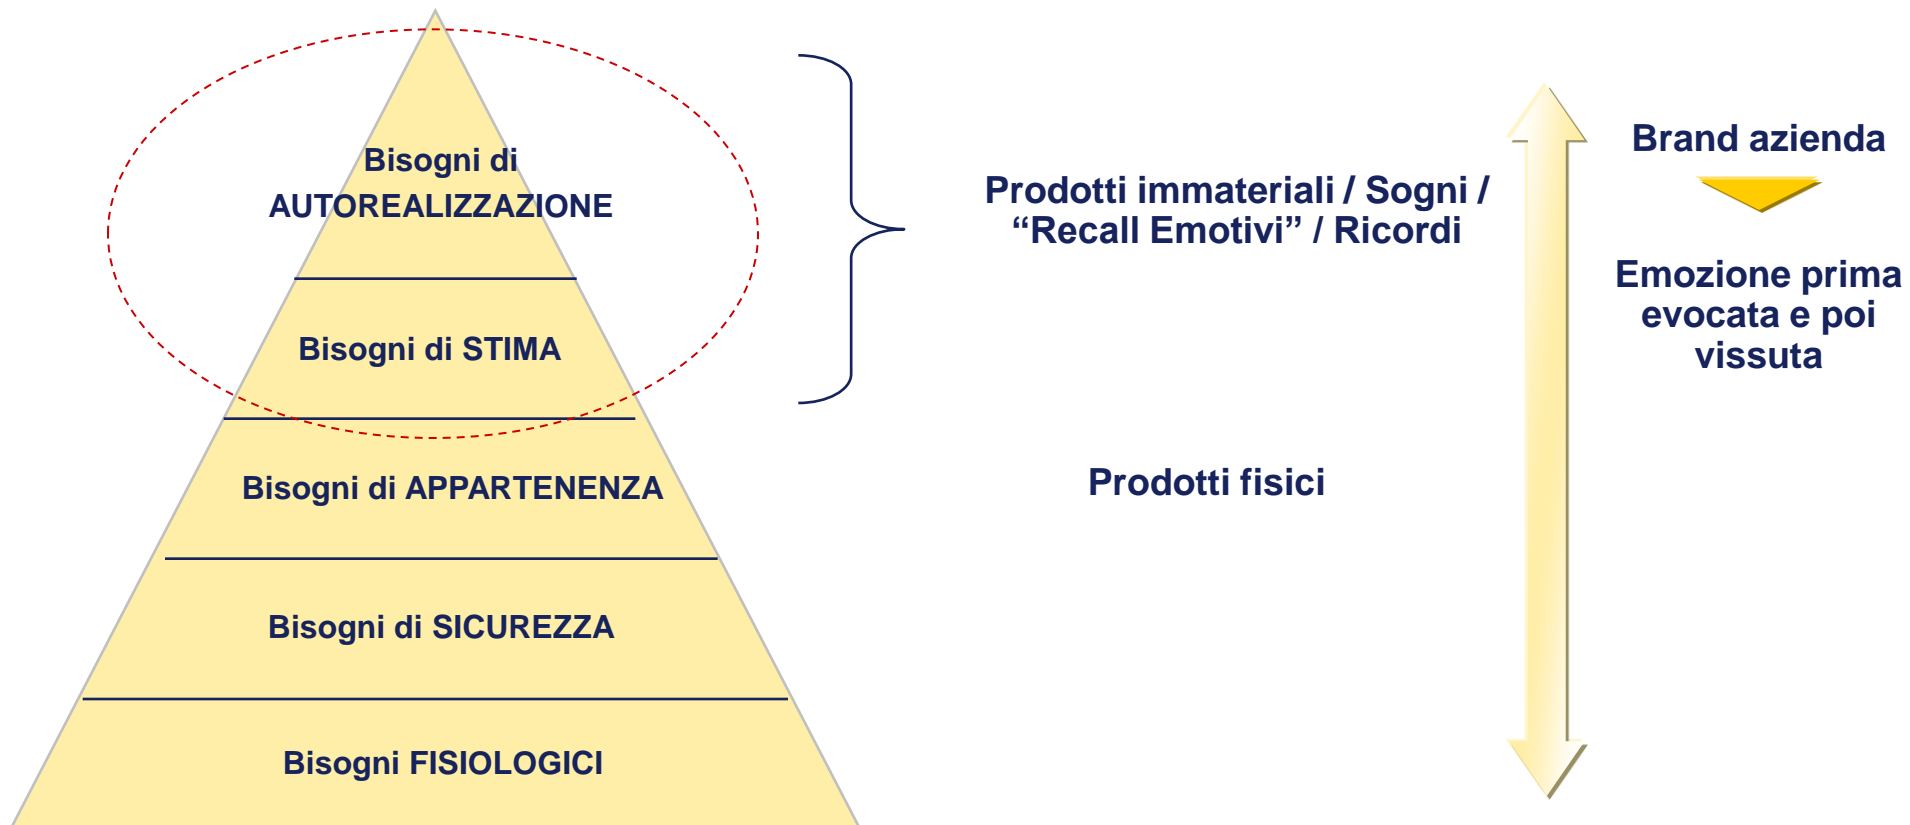 Bisogni di
AUTOREALIZZAZIONE
Bisogni di STIMA
Bisogni di APPARTENENZA
Bisogni di SICUREZZA
Bisogni FISIOLOGICI
Prodotti immateriali / Sogni /
“Recall Emotivi” / Ricordi
Prodotti fisici
Brand azienda
Emozione prima
evocata e poi
vissuta